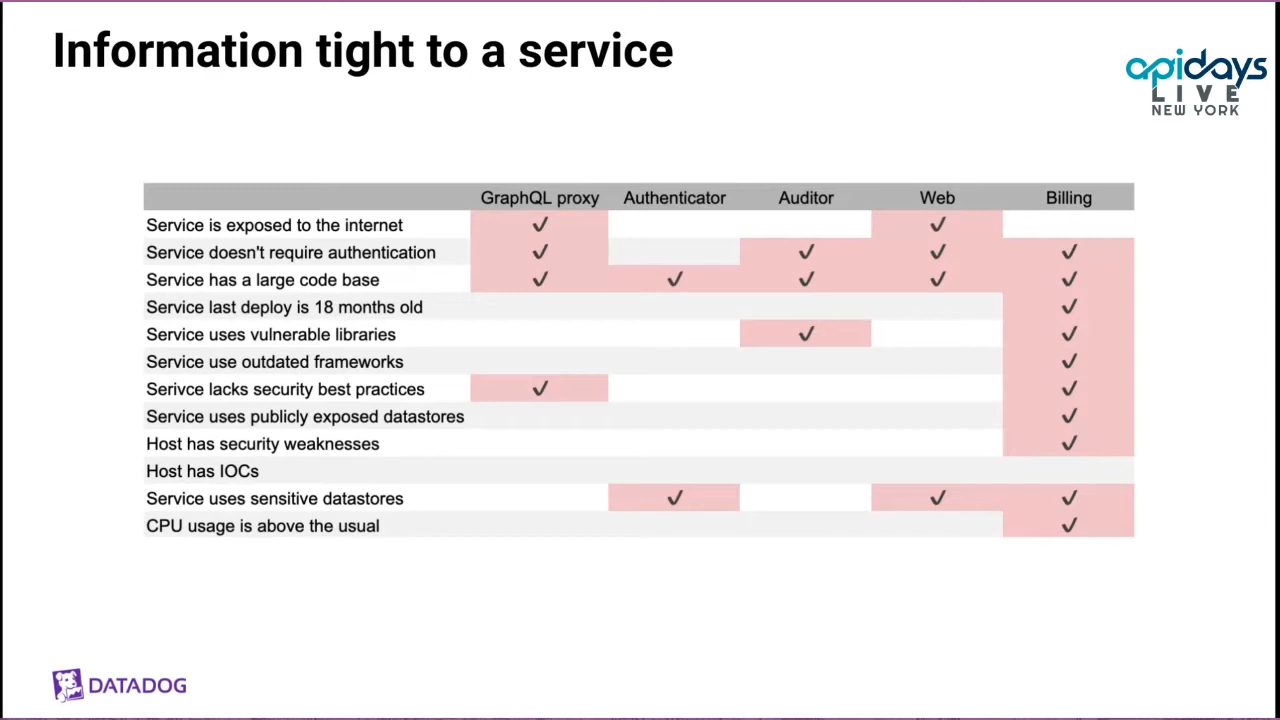 Information tight to a service
apidays
LIVE
NEW YORK
GraphQL proxy Authenticator Auditor Web Billing
Service is exposed to the internet ✓ ✓
Service doesn't require authentication ✓ ✓ ✓ ✓
Service has a large code base ✓ ✓ ✓ ✓ ✓
Service last deploy is 18 months old ✓
Service uses vulnerable libraries ✓ ✓
Service use outdated frameworks ✓
Serivce lacks security best practices ✓ ✓
Service uses publicly exposed datastores ✓
Host has security weaknesses ✓
Host has IOCs
Service uses sensitive datastores ✓ ✓ ✓
CPU usage is above the usual ✓
DATADOG